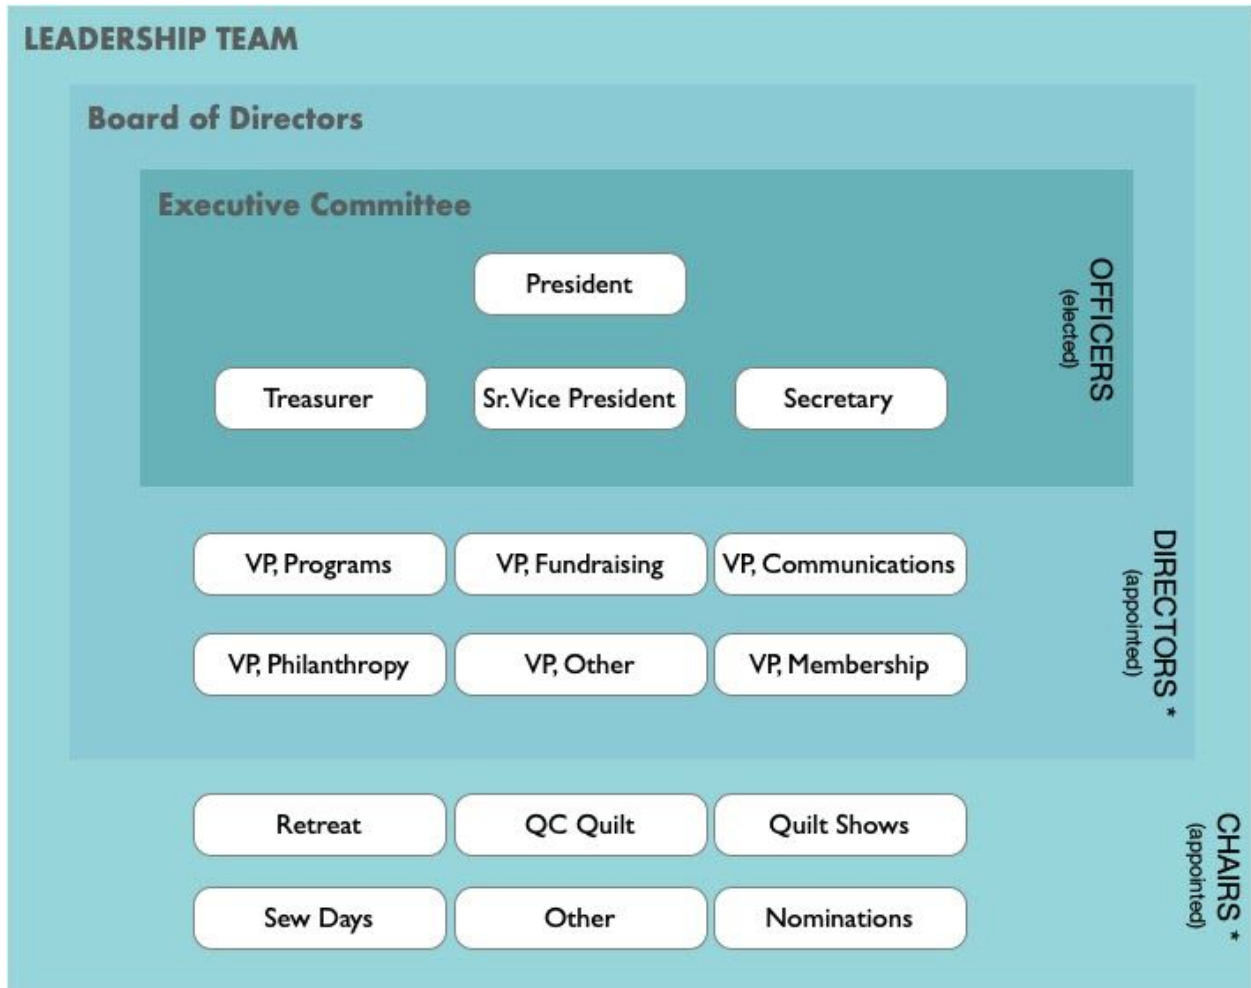 LEADERSHIP TEAM
Board of Directors
Executive Committee
President
Treasurer
Sr. Vice President
Secretary
OFFICERS
(elected)
VP, Programs
VP, Fundraising
VP, Communications
VP, Philanthropy
VP, Other
VP, Membership
DIRECTORS *
(appointed)
Retreat
QC Quilt
Quilt Shows
Sew Days
Other
Nominations
CHAIRS *
(appointed)